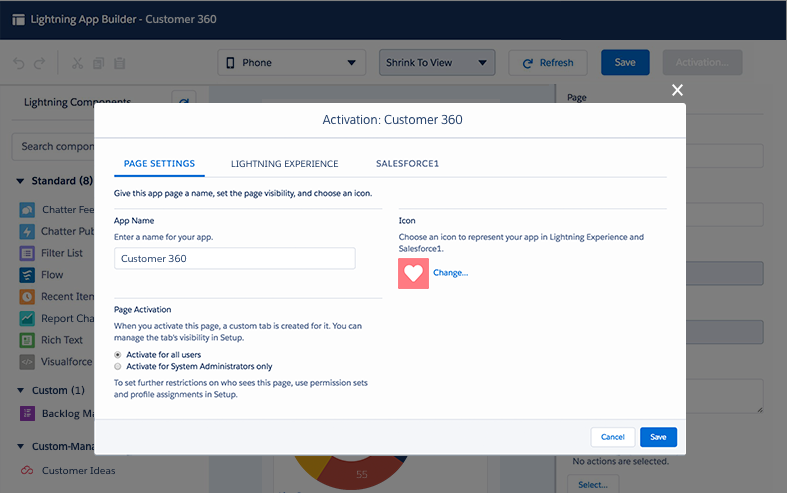 Lightning App Builder - Customer 360
Phone
Shrink To View
Refresh
Save
Activation...
Lightning Components
Page
Search
Standard (8)
Chatter
Chatter
Filter List
Flow
Recent
Report
Rich Text
Visualforce
Custom (1)
Backlog
Custom-
Customer Ideas
Activation: Customer 360
PAGE SETTINGS
LIGHTNING EXPERIENCE
SALESFORCE1
Give this app page a name, set the page visibility, and choose an icon.
App Name
Enter a name for your app.
Customer 360
Icon
Choose an icon to represent your app in Lightning Experience and
Salesforce1.
Change...
Page Activation
When you activate this page, a custom tab is created for it. You can
manage the tab's visibility in Setup.
Activate for all users
Activate for System Administrators only
To set further restrictions on who sees this page, use permission sets
and profile assignments in Setup.
Cancel
Save
55
No actions are selected.
Select...